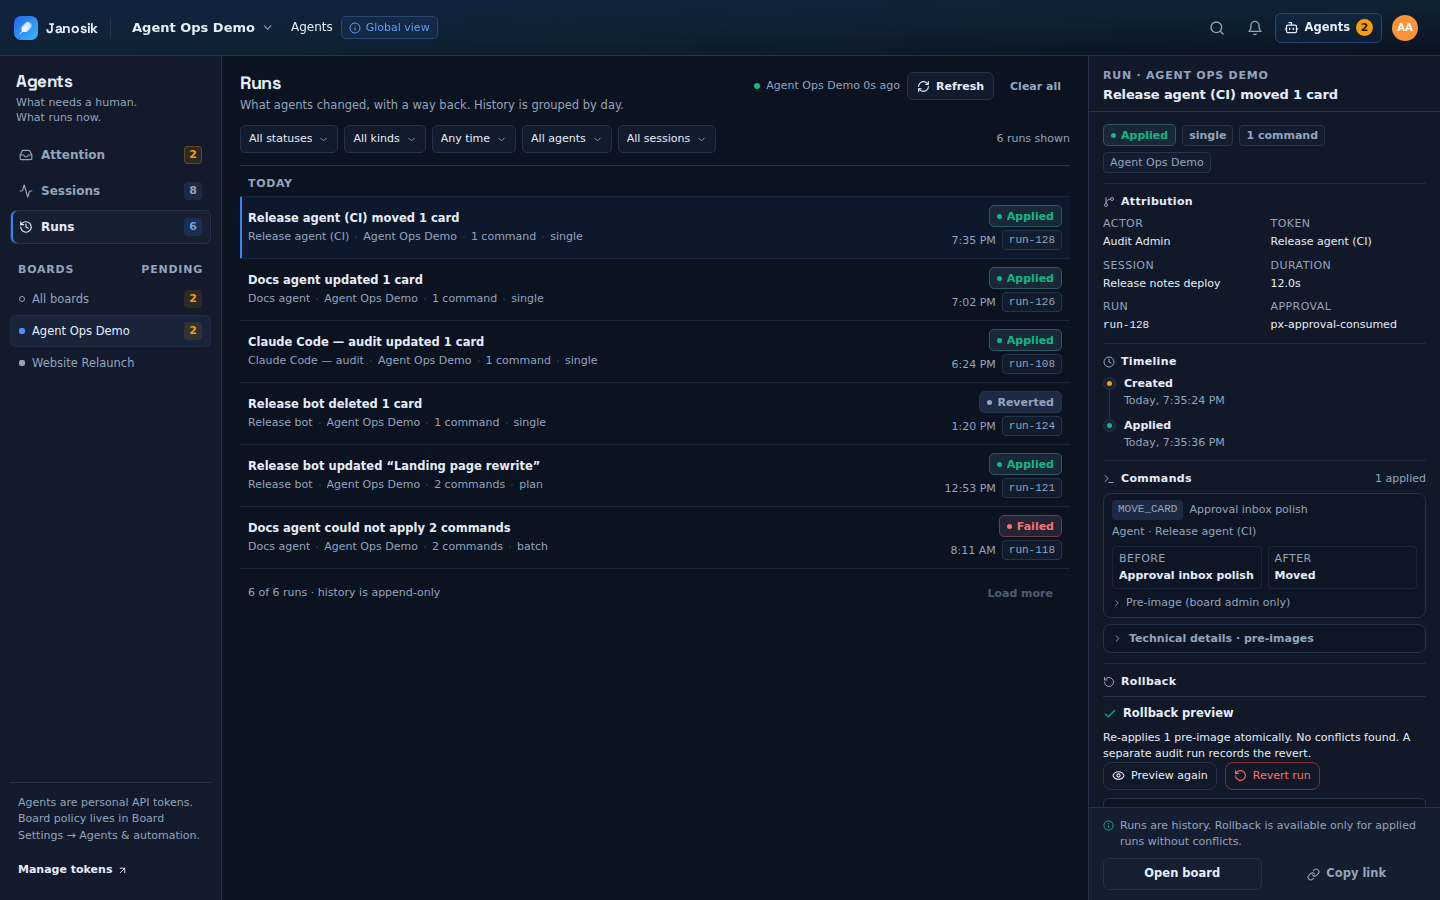 Janosik
Agent Ops Demo
Agents
Global view
Agents 2
AA
Agents
What needs a human.
What runs now.
Attention 2
Sessions 8
Runs 6
BOARDS PENDING
All boards 2
Agent Ops Demo 2
Website Relaunch
Agents are personal API tokens.
Board policy lives in Board
Settings → Agents & automation.
Manage tokens ↗
Runs
What agents changed, with a way back. History is grouped by day.
Agent Ops Demo 0s ago
Refresh
Clear all
All statuses
All kinds
Any time
All agents
All sessions
6 runs shown
TODAY
Release agent (CI) moved 1 card
Applied
Release agent (CI) · Agent Ops Demo · 1 command · single
7:35 PM run-128
Docs agent updated 1 card
Applied
Docs agent · Agent Ops Demo · 1 command · single
7:02 PM run-126
Claude Code — audit updated 1 card
Applied
Claude Code — audit · Agent Ops Demo · 1 command · single
6:24 PM run-108
Release bot deleted 1 card
Reverted
Release bot · Agent Ops Demo · 1 command · single
1:20 PM run-124
Release bot updated “Landing page rewrite”
Applied
Release bot · Agent Ops Demo · 2 commands · plan
12:53 PM run-121
Docs agent could not apply 2 commands
Failed
Docs agent · Agent Ops Demo · 2 commands · batch
8:11 AM run-118
6 of 6 runs · history is append-only
Load more
RUN · AGENT OPS DEMO
Release agent (CI) moved 1 card
Applied
single
1 command
Agent Ops Demo
Attribution
ACTOR TOKEN
Audit Admin Release agent (CI)
SESSION DURATION
Release notes deploy 12.0s
RUN APPROVAL
run-128 px-approval-consumed
Timeline
Created
Today, 7:35:24 PM
Applied
Today, 7:35:36 PM
Commands 1 applied
MOVE_CARD Approval inbox polish
Agent · Release agent (CI)
BEFORE AFTER
Approval inbox polish Moved
Pre-image (board admin only)
Technical details · pre-images
Rollback
Rollback preview
Re-applies 1 pre-image atomically. No conflicts found. A
separate audit run records the revert.
Preview again
Revert run
Runs are history. Rollback is available only for applied
runs without conflicts.
Open board
Copy link